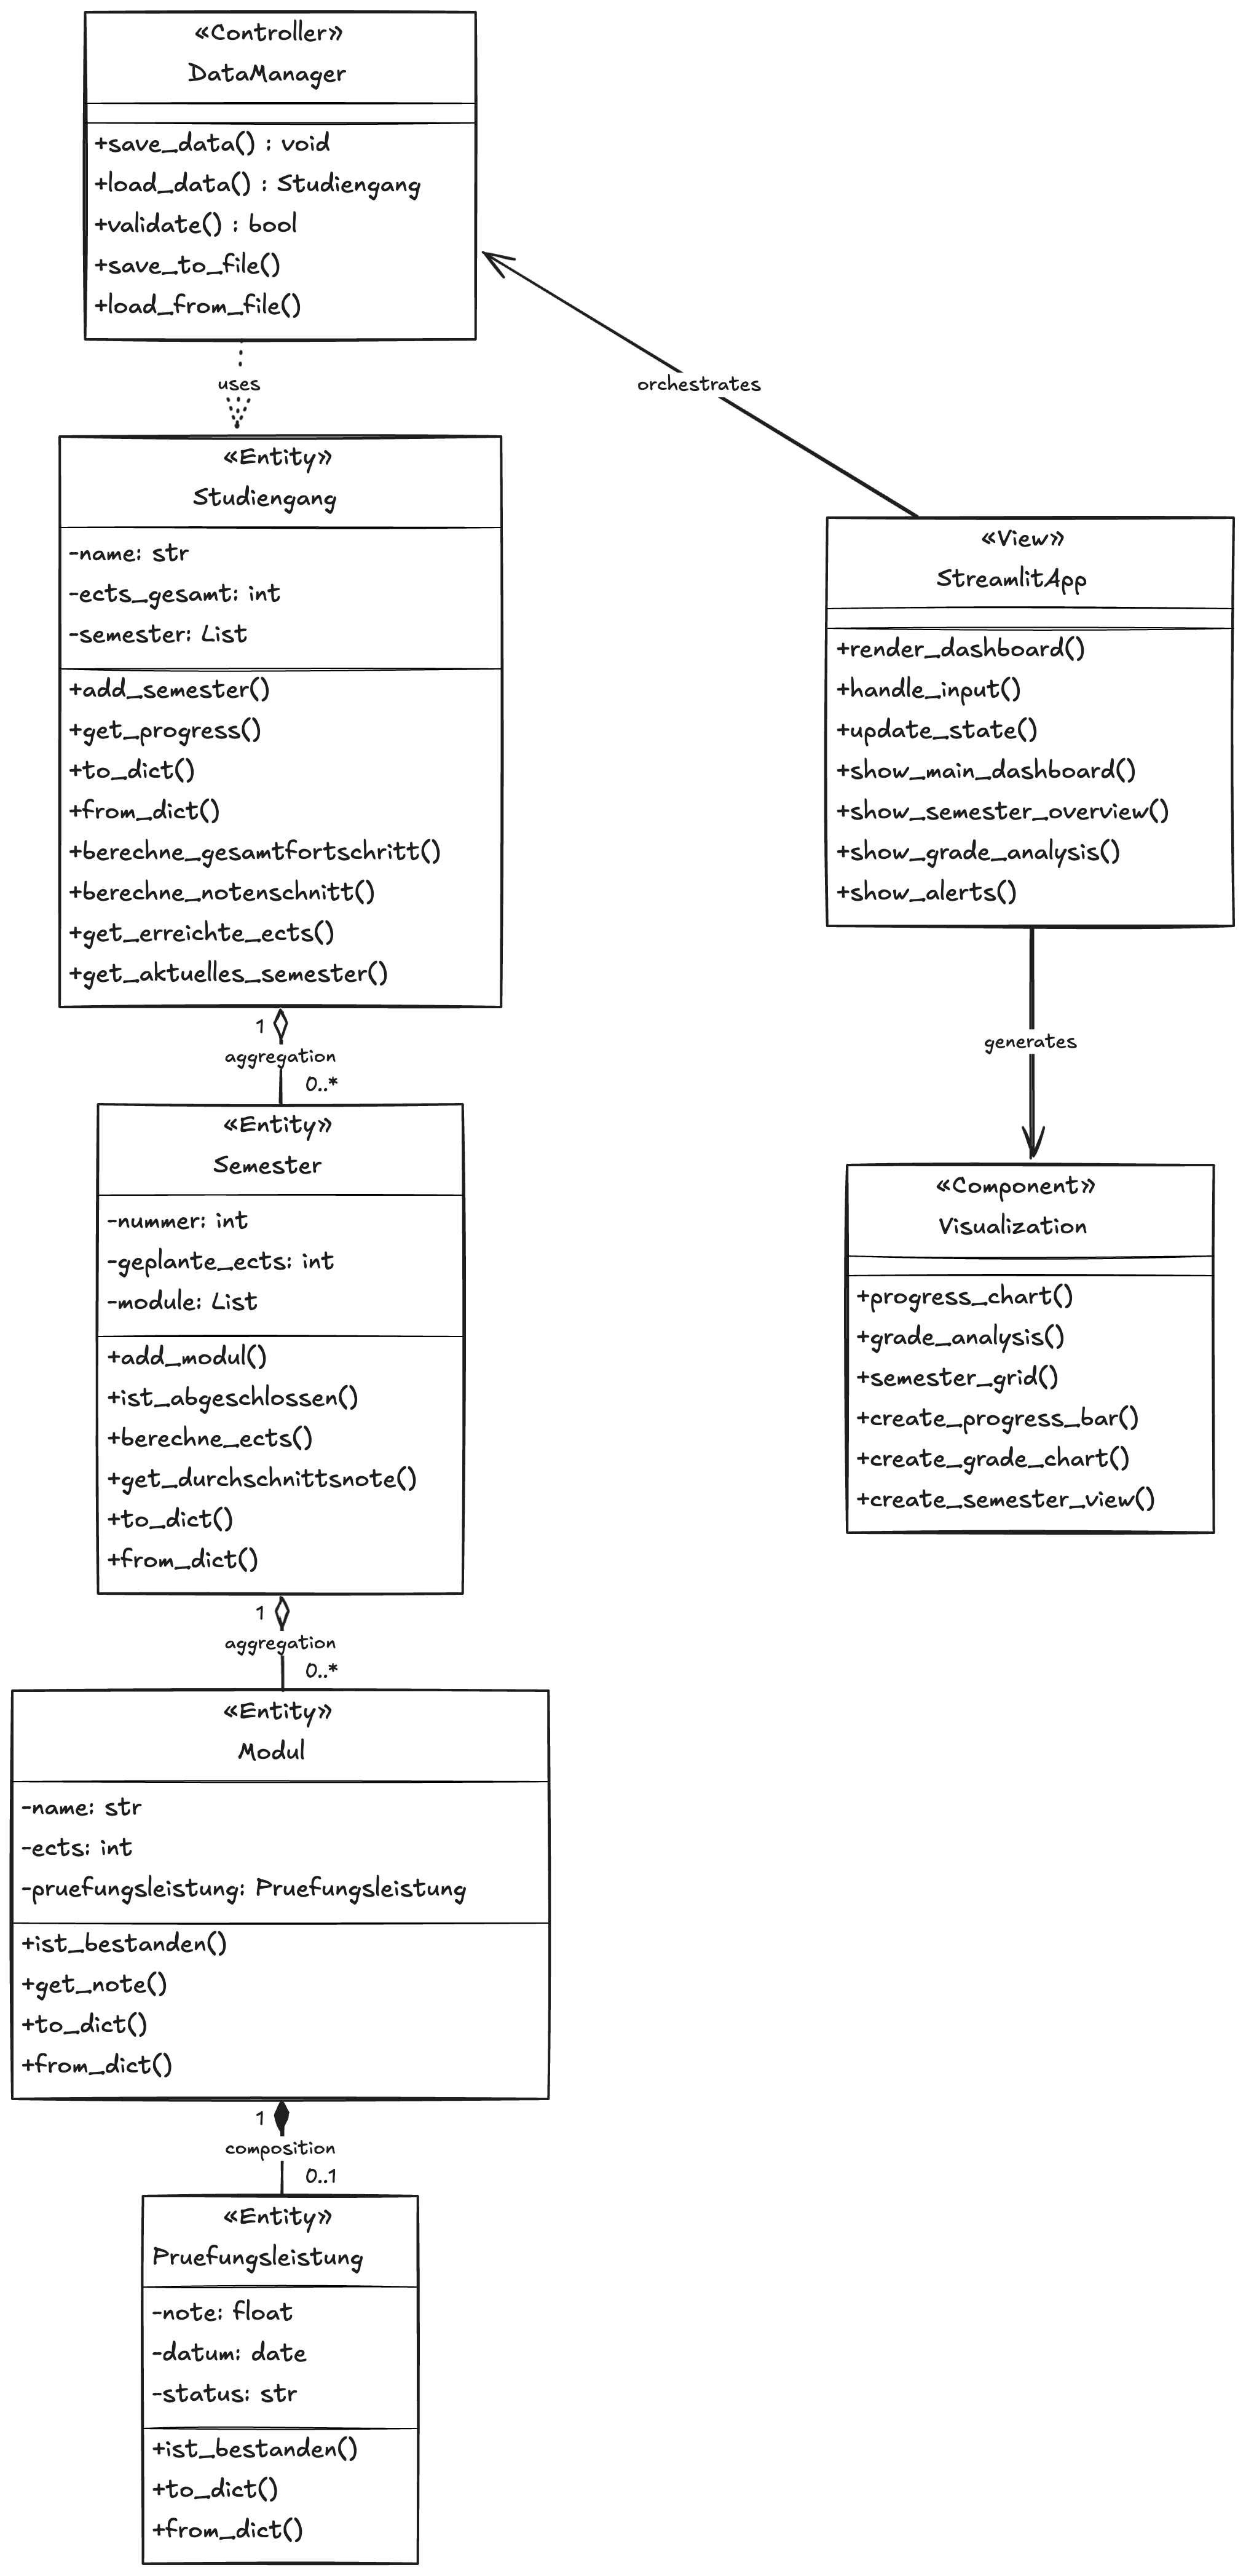 «Controller»
DataManager
+save_data() : void
+load_data() : Studiengang
+validate() : bool
+save_to_file()
+load_from_file()
uses
orchestrates
«Entity»
Studiengang
-name: str
-ects_gesamt: int
-semester: List
+add_semester()
+get_progress()
+to_dict()
+from_dict()
+berechne_gesamtfortschritt()
+berechne_notenschnitt()
+get_erreichte_ects()
+get_aktuelles_semester()
«View»
StreamlitApp
+render_dashboard()
+handle_input()
+update_state()
+show_main_dashboard()
+show_semester_overview()
+show_grade_analysis()
+show_alerts()
1
aggregation
0..*
generates
«Entity»
Semester
-nummer: int
-geplante_ects: int
-module: List
+add_modul()
+ist_abgeschlossen()
+berechne_ects()
+get_durchschnittsnote()
+to_dict()
+from_dict()
«Component»
Visualization
+progress_chart()
+grade_analysis()
+semester_grid()
+create_progress_bar()
+create_grade_chart()
+create_semester_view()
1
aggregation
0..*
«Entity»
Modul
-name: str
-ects: int
-pruefungsleistung: Pruefungsleistung
+ist_bestanden()
+get_note()
+to_dict()
+from_dict()
1
composition
0..1
«Entity»
Pruefungsleistung
-note: float
-datum: date
-status: str
+ist_bestanden()
+to_dict()
+from_dict()